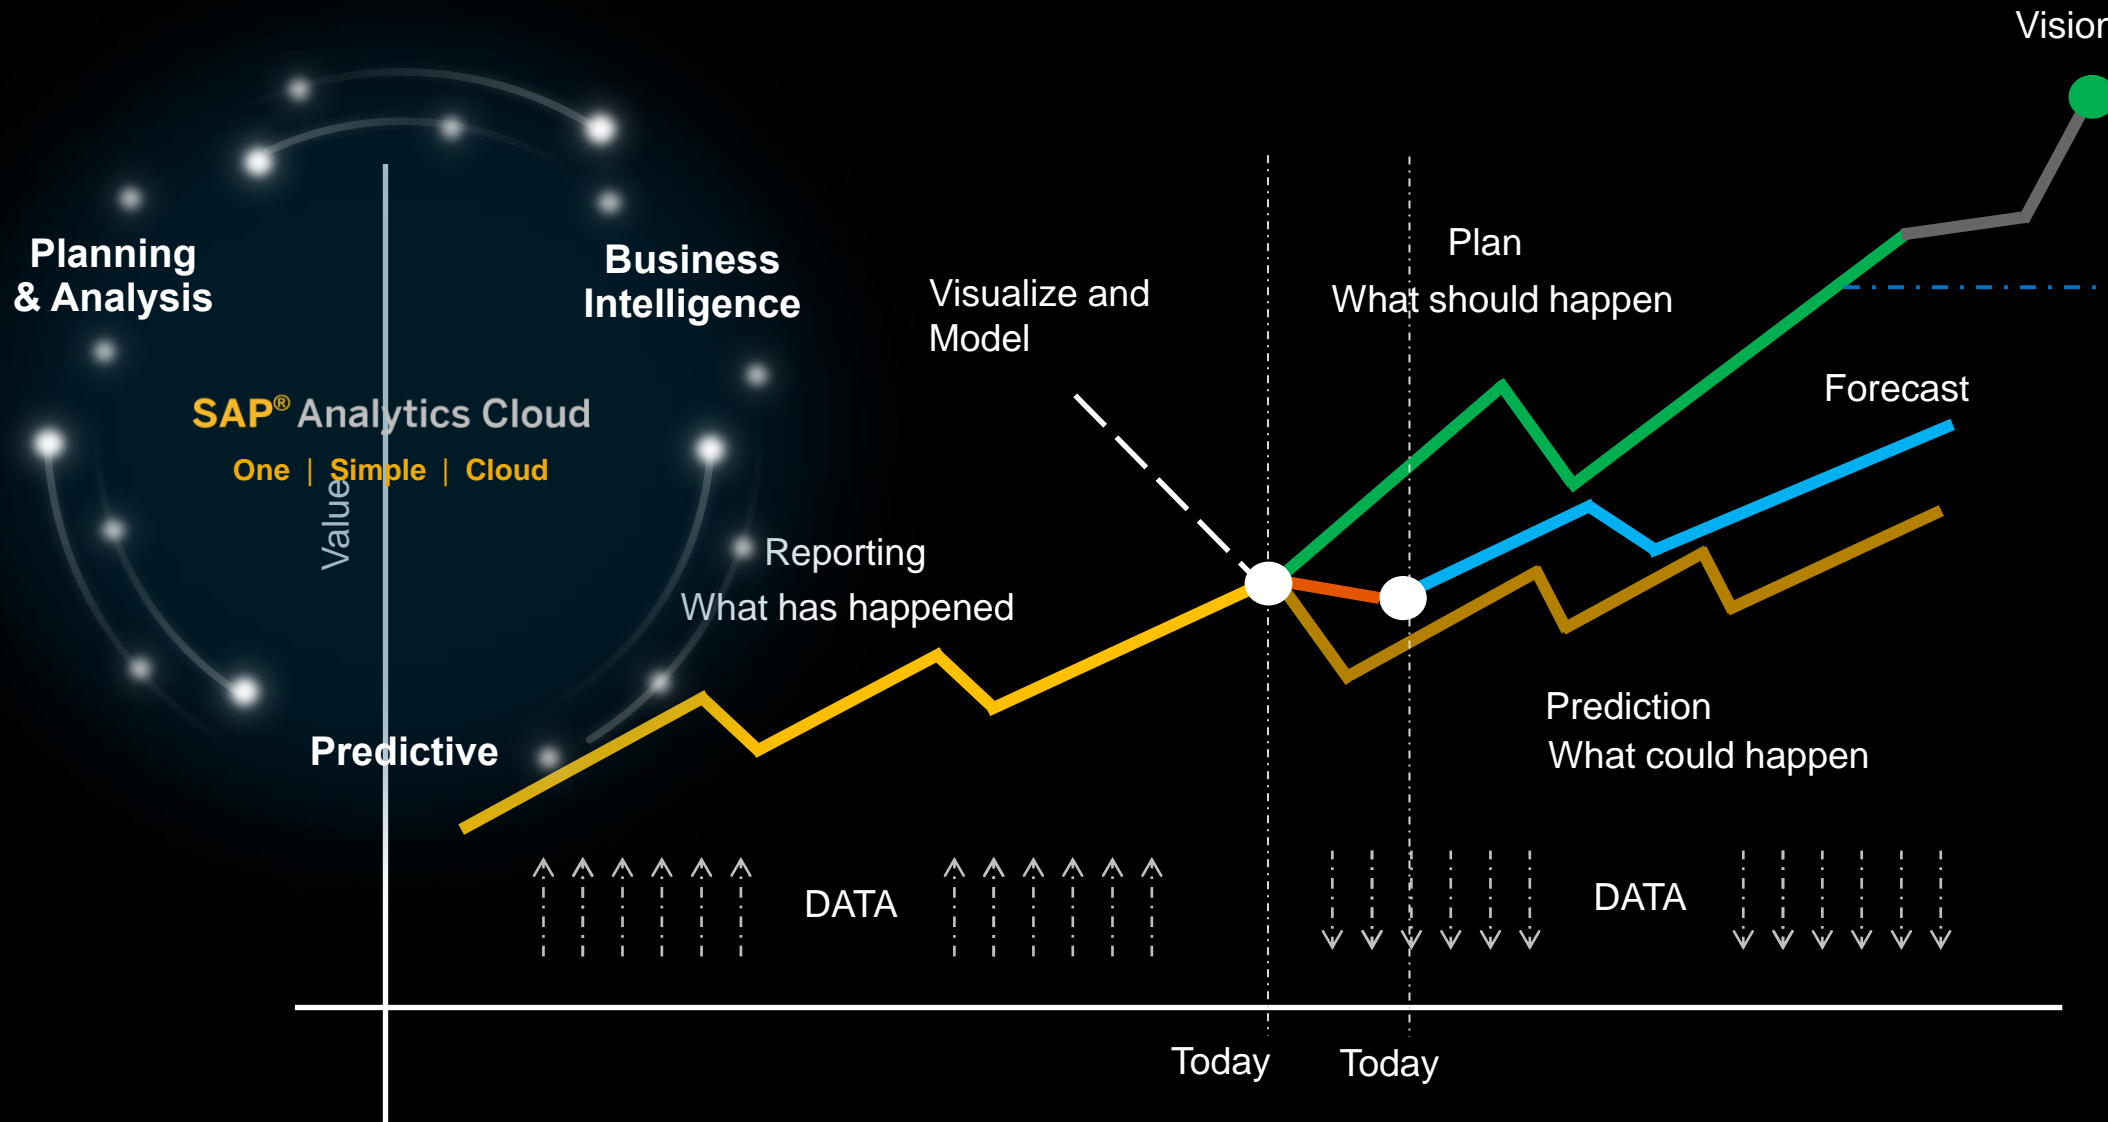 Vision
Planning
& Analysis
Business
Intelligence
SAP® Analytics Cloud
One | Simple | Cloud
Value
Predictive
Visualize and
Model
Plan
What should happen
Forecast
Reporting
What has happened
Prediction
What could happen
DATA
DATA
Today
Today